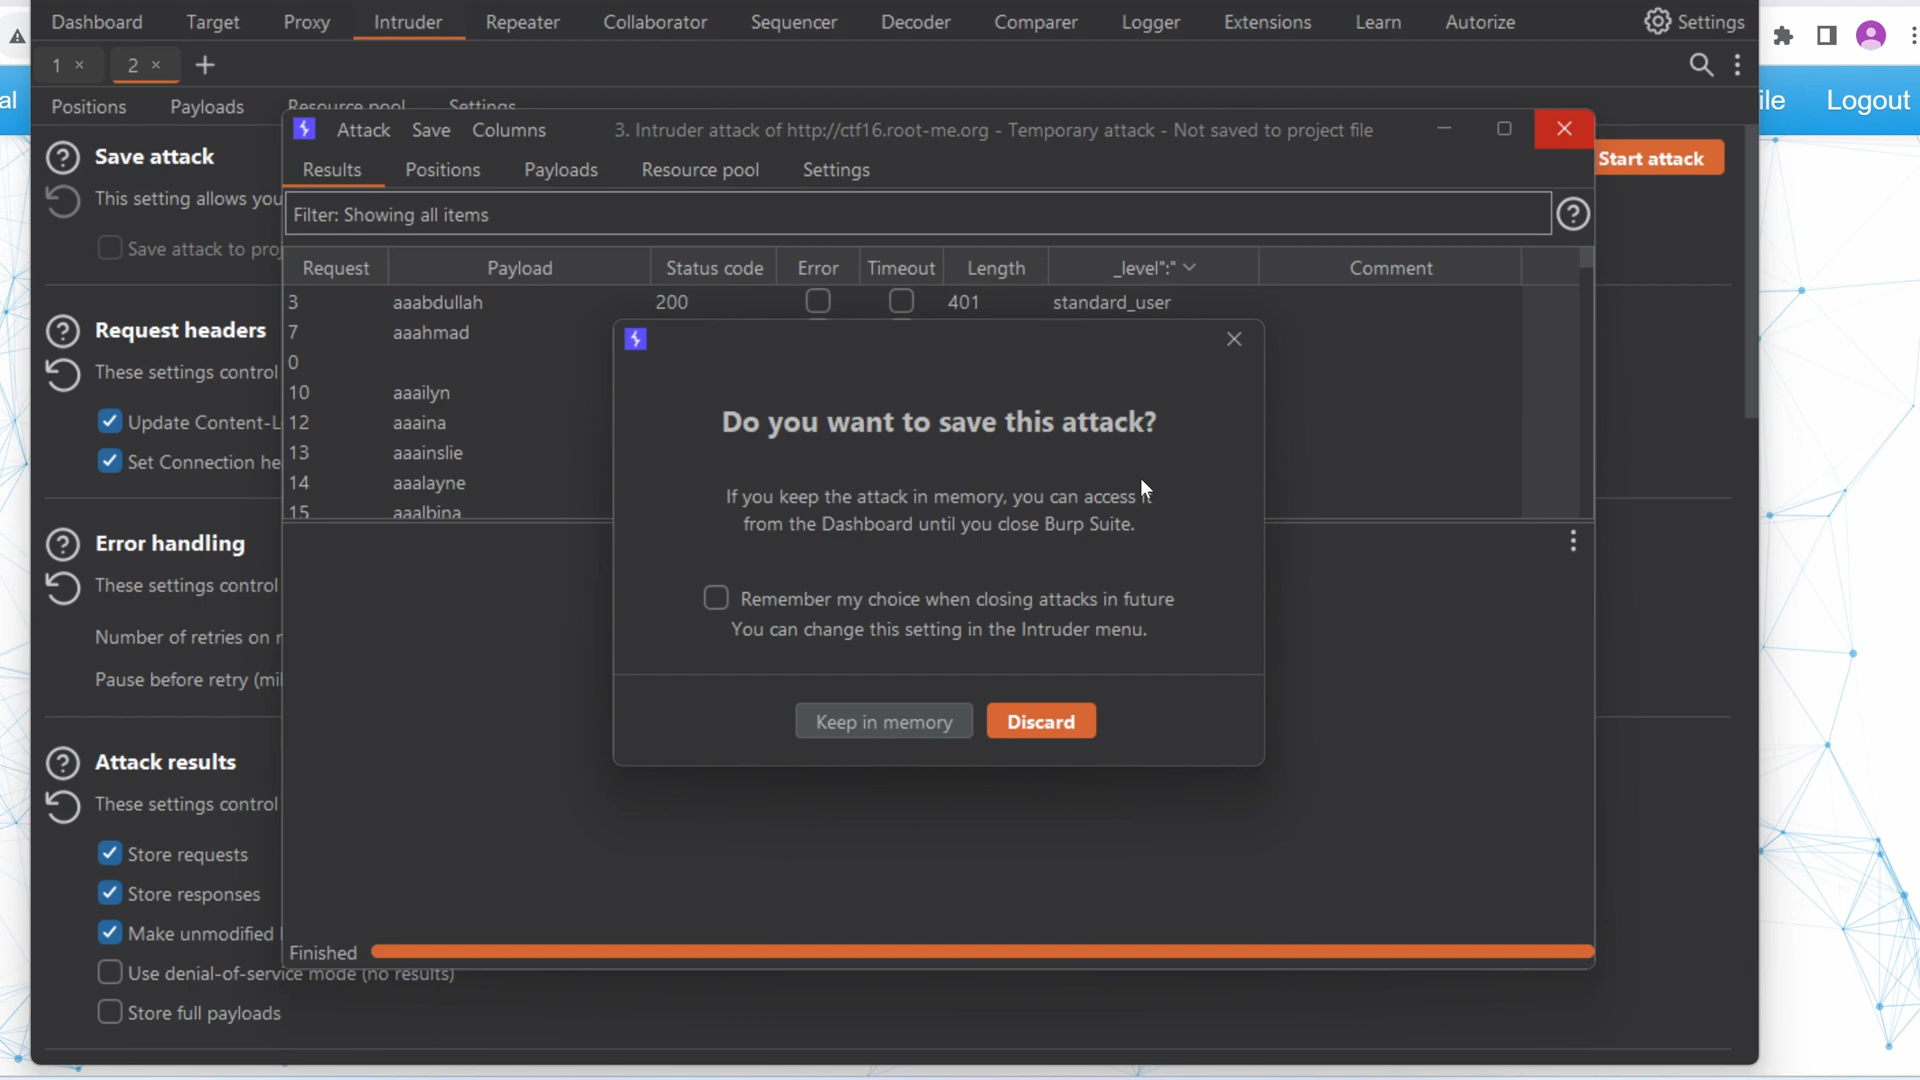 Dashboard Target Proxy Intruder Repeater Collaborator Sequencer Decoder Comparer Logger Extensions Learn Autorize Settings
1 × 2 × +
al
Positions Payloads Resource pool Settings
ile Logout
Attack Save Columns 3. Intruder attack of http://ctf16.root-me.org - Temporary attack - Not saved to project file
Save attack
Start attack
Results Positions Payloads Resource pool Settings
This setting allows you
Filter: Showing all items
Save attack to proj
Request Payload Status code Error Timeout Length _level":" Comment
3 aaabdullah 200 401 standard_user
Request headers
7 aaahmad
0
These settings control
10 aaailyn
Update Content-L
12 aaaina
13 aaainslie
Set Connection he
14 aaalayne
15 aaalbina
Do you want to save this attack?
If you keep the attack in memory, you can access it
from the Dashboard until you close Burp Suite.
Remember my choice when closing attacks in future
You can change this setting in the Intruder menu.
Keep in memory Discard
Error handling
These settings control
Number of retries on
Pause before retry (mil
Attack results
These settings control
Store requests
Store responses
Make unmodified
Finished
Use denial-of-service mode (no results)
Store full payloads